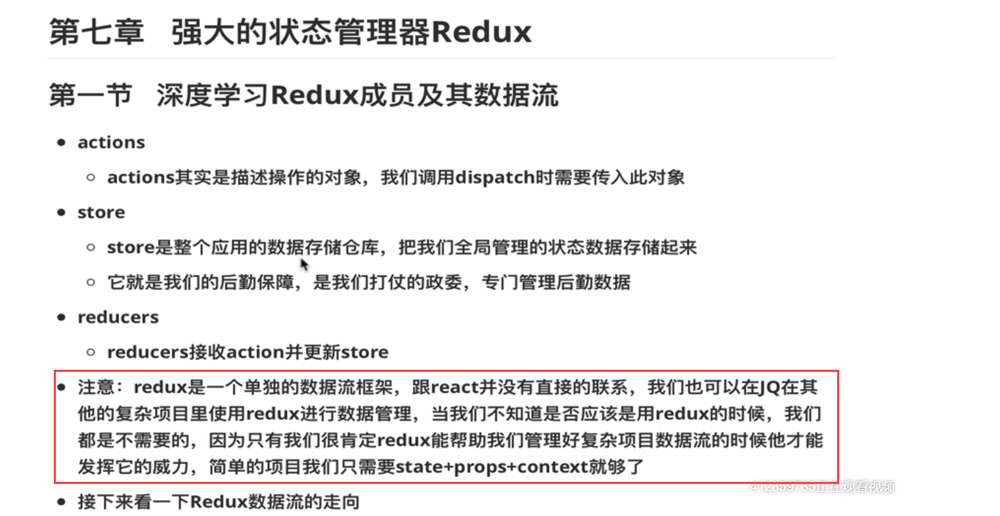 第七章 强大的状态管理器Redux
第一节 深度学习Redux成员及其数据流
actions
actions其实是描述操作的对象，我们调用dispatch时需要传入此对象
store
store是整个应用的数据存储仓库，把我们全局管理的状态数据存储起来
它就是我们的后勤保障，是我们打仗的政委，专门管理后勤数据
reducers
reducers接收action并更新store
注意：redux是一个单独的数据流框架，跟react并没有直接的联系，我们也可以在JQ在其
他的复杂项目里使用redux进行数据管理，当我们不知道是否应该是用redux的时候，我们
都是不需要的，因为只有我们很肯定redux能帮助我们管理好复杂项目数据流的时候他才能
发挥它的威力，简单的项目我们只需要state+props+context就够了
412359735正在观看视频
接下来看一下Redux数据流的走向